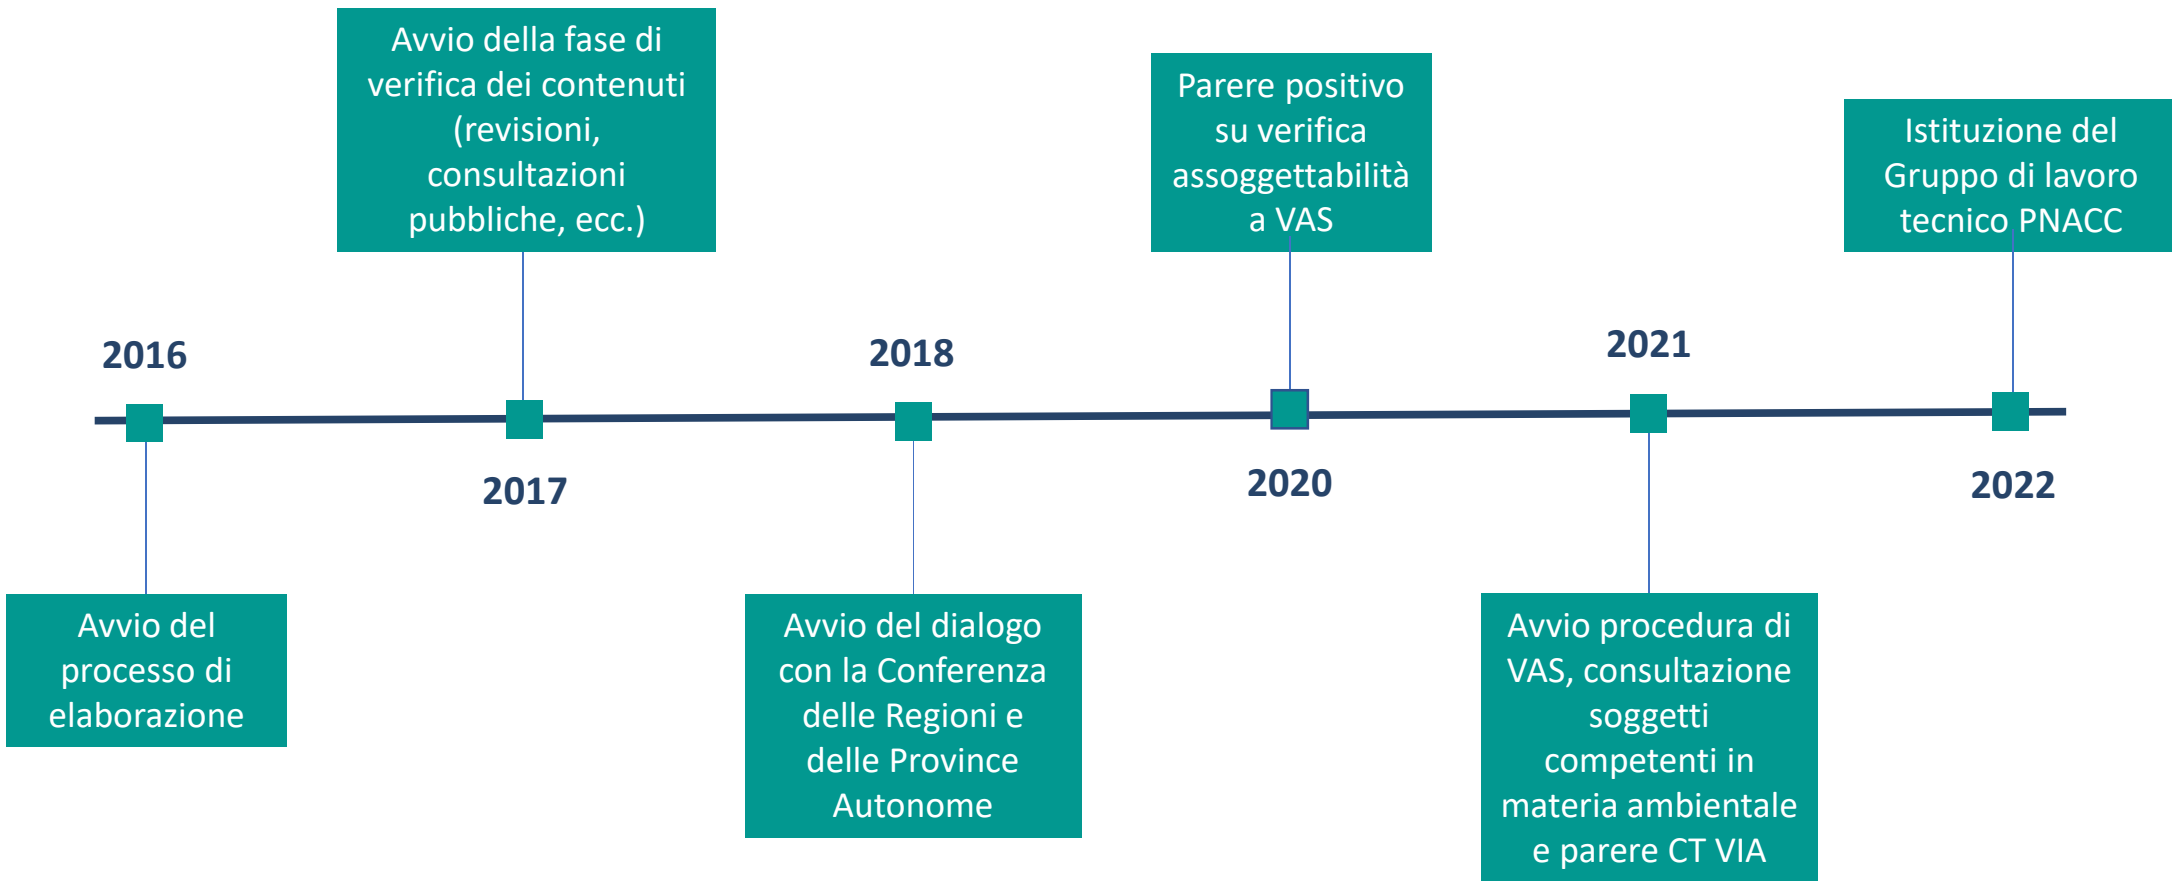 Avvio della fase di
verifica dei contenuti
(revisioni,
consultazioni
pubbliche, ecc.)
Parere positivo
su verifica
assoggettabilità
a VAS
Istituzione del
Gruppo di lavoro
tecnico PNACC
2016
2018
2021
2017
2020
2022
Avvio del
processo di
elaborazione
Avvio del dialogo
con la Conferenza
delle Regioni e
delle Province
Autonome
Avvio procedura di
VAS, consultazione
soggetti
competenti in
materia ambientale
e parere CT VIA